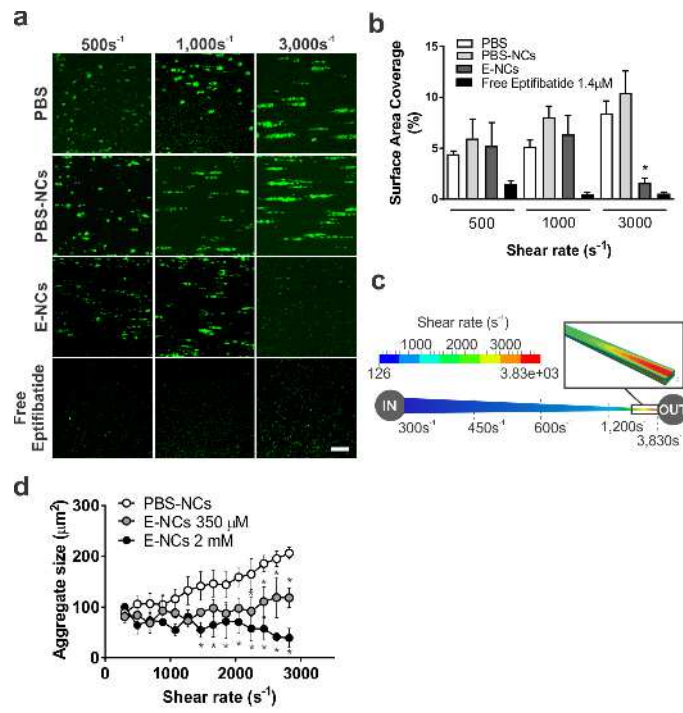 a
500s⁻¹ 1,000s⁻¹ 3,000s⁻¹
PBS
PBS-NCs
E-NCs
Free Eptifibatide
b
Surface Area Coverage (%)
15
10
5
0
PBS
PBS-NCs
E-NCs
Free Eptifibatide 1.4µM
*
500 1000 3000
Shear rate (s⁻¹)
c
Shear rate (s⁻¹)
1000 2000 3000
126 3.83e+03
IN
OUT
300s⁻¹ 450s⁻¹ 600s⁻ 1,200s⁻
3,830s
d
Aggregate size (µm²)
300
200
100
0
PBS-NCs
E-NCs 350 µM
E-NCs 2 mM
* * * *
* * * * * * * *
0 1000 2000 3000
Shear rate (s⁻¹)